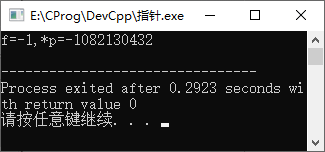 E:\CProg\DevCpp\指针.exe
f=-1,*p=-1082130432
--------------------------------
Process exited after 0.2923 seconds wi
th return value 0
请按任意键继续. . .